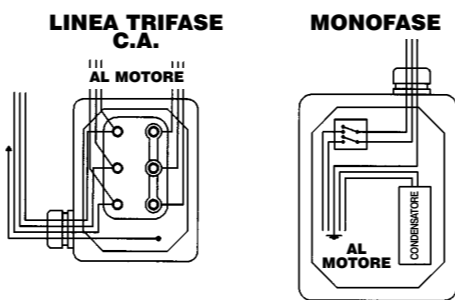 LINEA TRIFASE
C.A.
AL MOTORE
MONOFASE
CONDENSATORE
AL
MOTORE